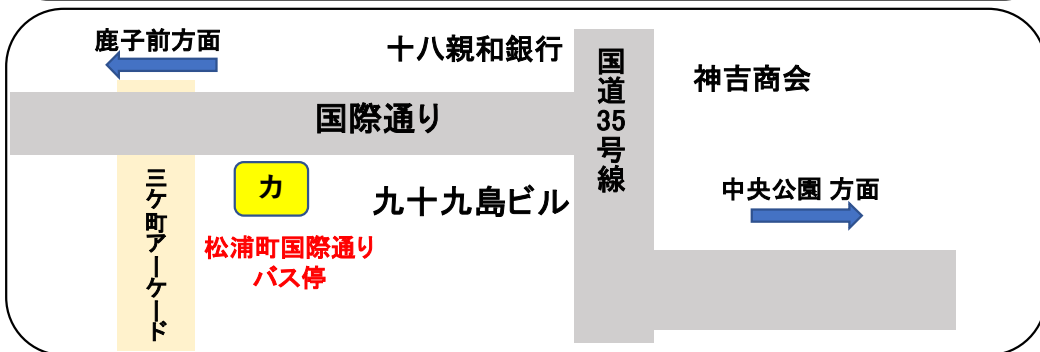 鹿子前方面
十八親和銀行
国道35号線
神吉商会
国際通り
三ケ町アーケード
カ
九十九島ビル
中央公園 方面
松浦町国際通り
バス停